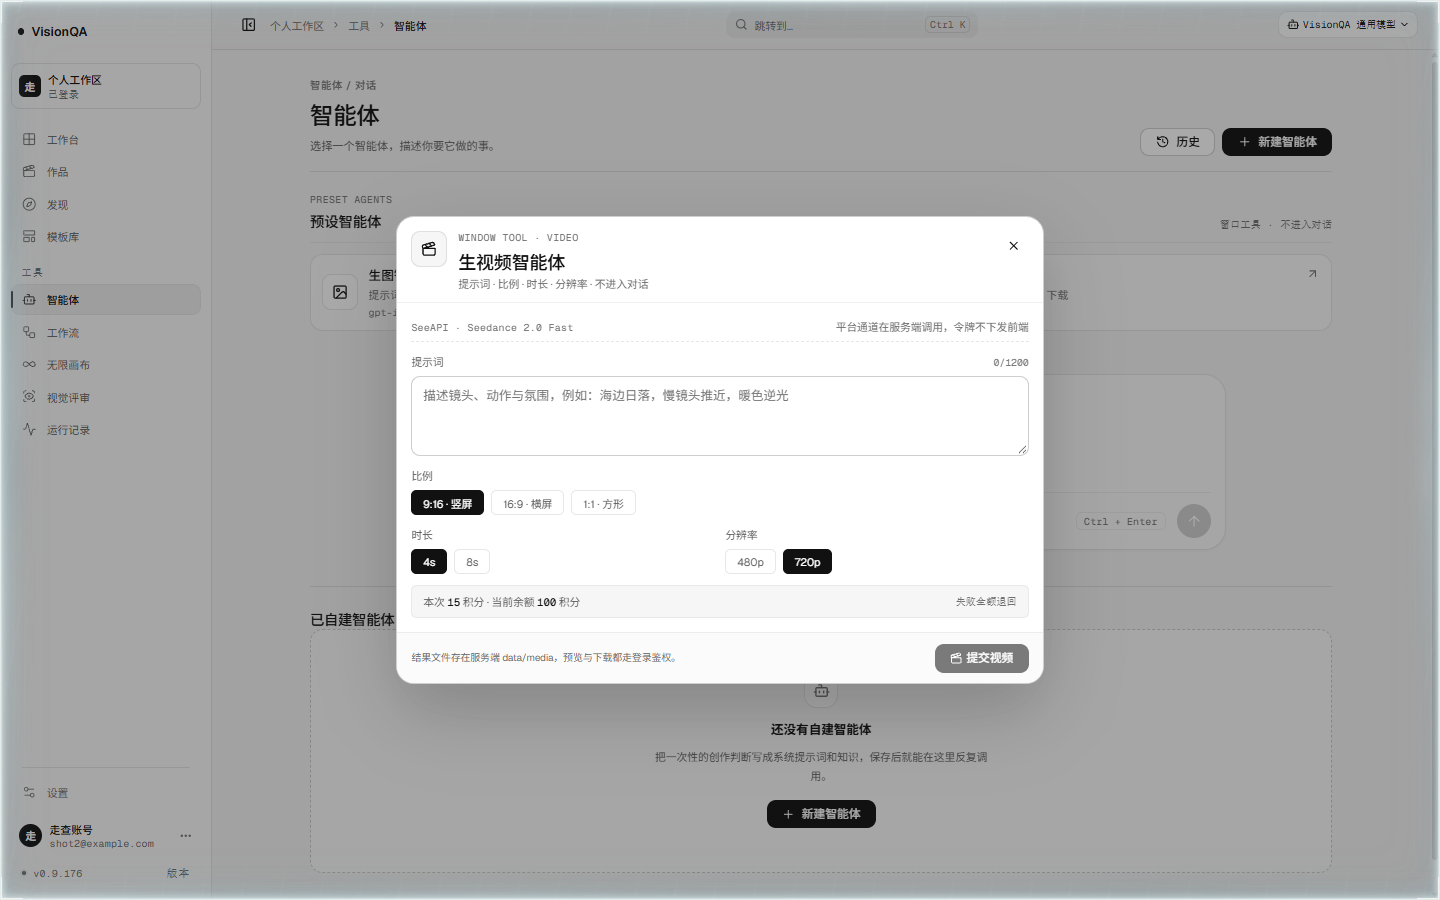 VisionQA
走
个人工作区
已登录
工作台
作品
发现
模板库
工具
智能体
工作流
无限画布
视觉评审
运行记录
设置
走
走查账号
shot2@example.com
v0.9.176
版本
个人工作区 › 工具 › 智能体
跳转到…
Ctrl K
VisionQA 通用模型
智能体 / 对话
智能体
选择一个智能体，描述你要它做的事。
历史
新建智能体
PRESET AGENTS
预设智能体
窗口工具 · 不进入对话
生图
提示
gpt-i
下载
WINDOW TOOL · VIDEO
生视频智能体
提示词 · 比例 · 时长 · 分辨率 · 不进入对话
SeeAPI · Seedance 2.0 Fast
平台通道在服务端调用，令牌不下发前端
提示词
0/1200
描述镜头、动作与氛围，例如：海边日落，慢镜头推近，暖色逆光
比例
9:16 · 竖屏
16:9 · 横屏
1:1 · 方形
时长
分辨率
4s
8s
480p
720p
本次 15 积分 · 当前余额 100 积分
失败全额退回
结果文件存在服务端 data/media，预览与下载都走登录鉴权。
提交视频
Ctrl + Enter
已自建智能体
还没有自建智能体
把一次性的创作判断写成系统提示词和知识，保存后就能在这里反复调
用。
新建智能体